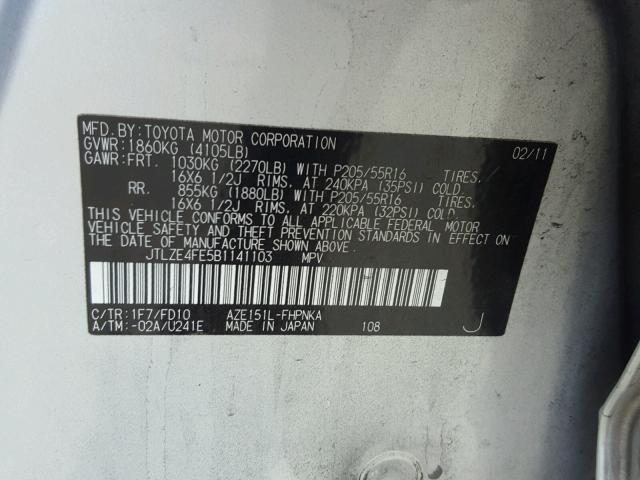 MFD. BY: TOYOTA MOTOR CORPORATION 02/11
GVWR: 1860KG (4105LB)
GAWR: FRT. 1030KG (2270LB) WITH P205/55R16 TIRES,
16X6 1/2J RIMS, AT 240KPA (35PSI) COLD.
RR. 855KG (1880LB) WITH P205/55R16 TIRES,
16X6 1/2J RIMS, AT 220KPA (32PSI) COLD.
THIS VEHICLE CONFORMS TO ALL APPLICABLE FEDERAL MOTOR
VEHICLE SAFETY AND THEFT PREVENTION STANDARDS IN EFFECT ON
THE DATE OF MANUFACTURE SHOWN ABOVE.
JTLZE4FE5B1141103 MPV
C/TR: 1F7/FD10 AZE151L-FHPNKA
A/TM: -02A/U241E MADE IN JAPAN 108 J